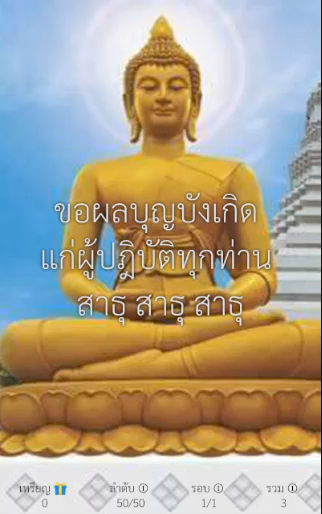 ขอผลบุญบังเกิด
แก่ผู้ปฎิบัติทุกท่าน
สาธุ สาธุ สาธุ
เหรียญ ลำดับ รอบ รวม
0 50/50 1/1 3